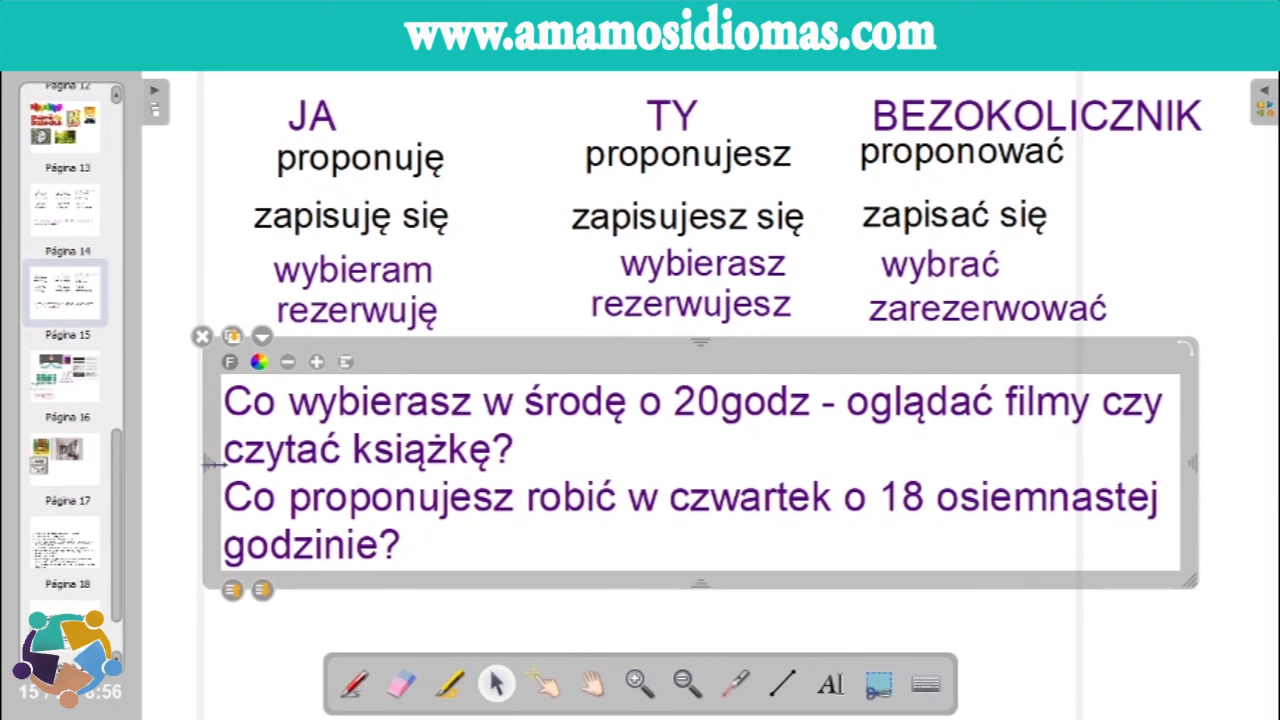 www.amamosidiomas.com
Página 12
JA TY BEZOKOLICZNIK
proponuję proponujesz proponować
Página 13
zapisuję się zapisujesz się zapisać się
Página 14
wybieram wybierasz wybrać
rezerwuję rezerwujesz zarezerwować
Página 15
F
Co wybierasz w środę o 20godz - oglądać filmy czy
czytać książkę?
Página 16
Co proponujesz robić w czwartek o 18 osiemnastej
Página 17
godzinie?
Página 18
AI